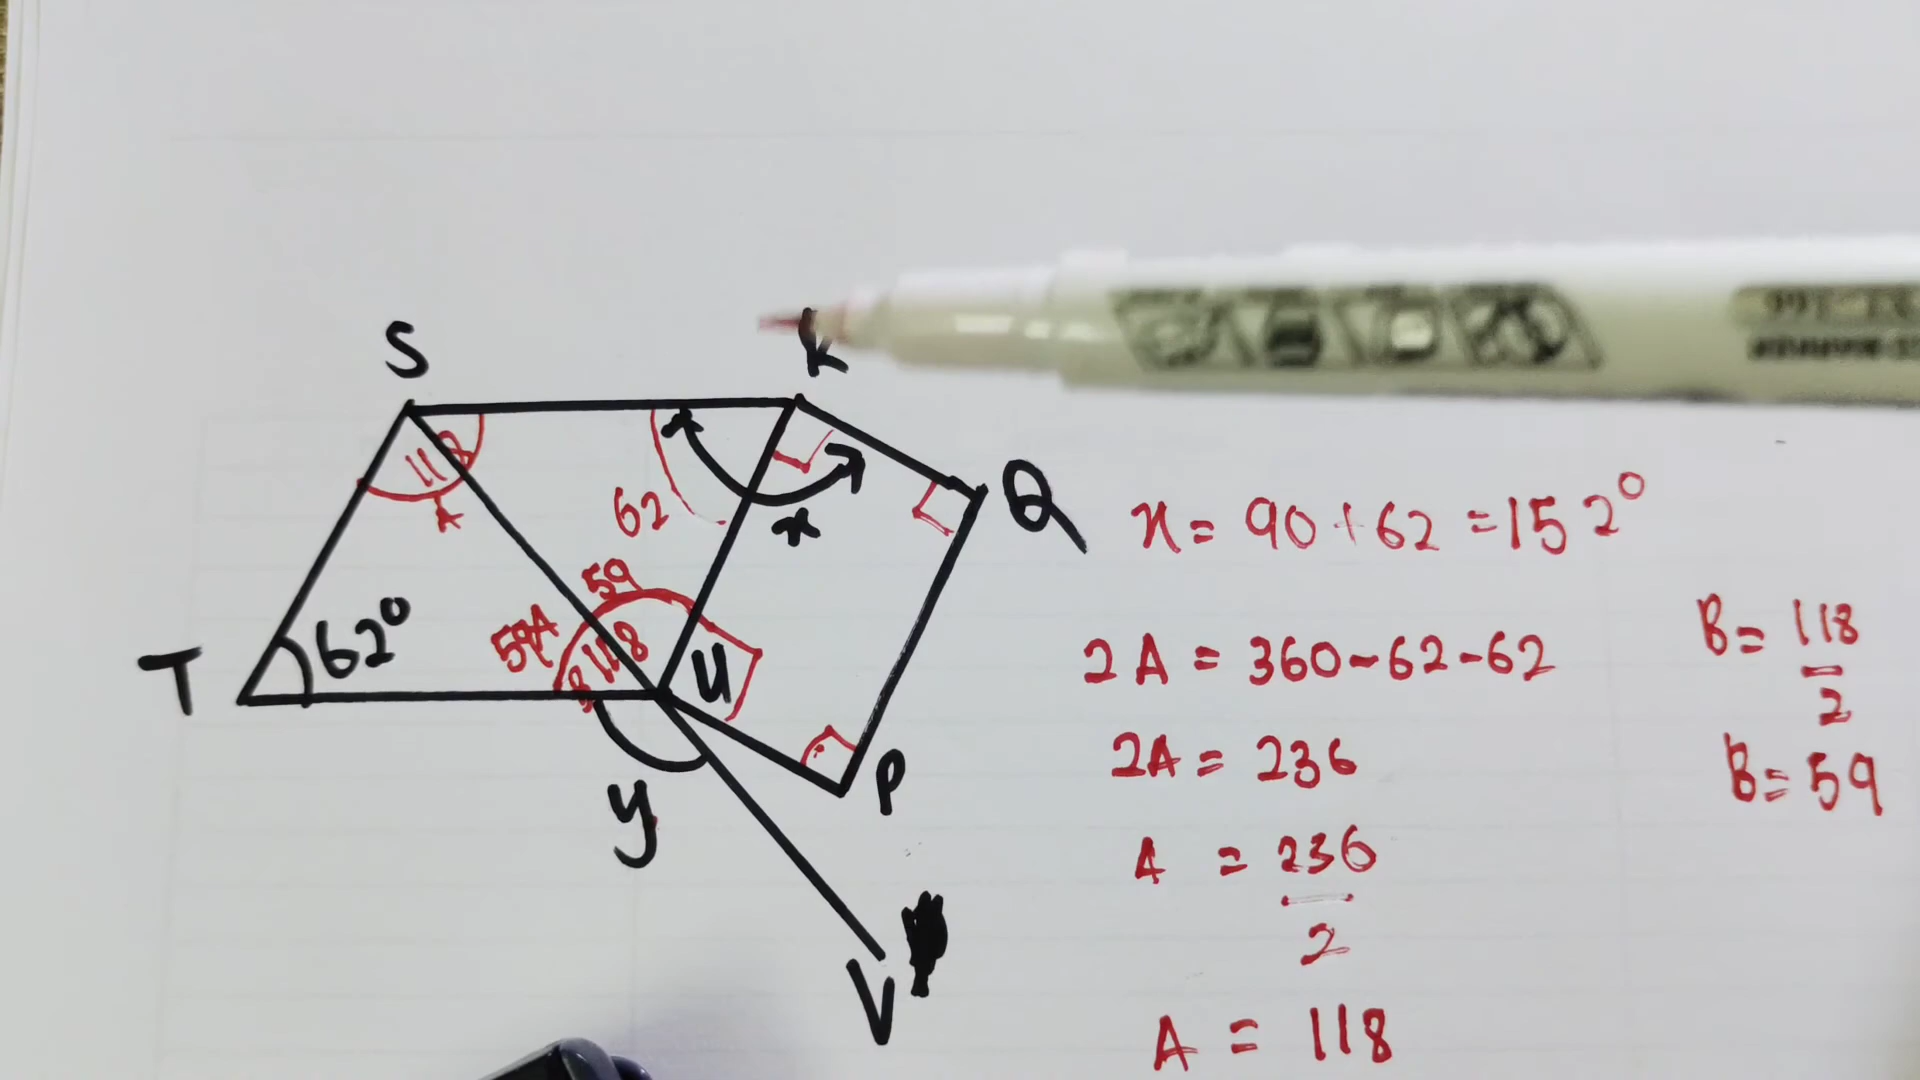 S
R
Q
T
62°
118
A
62
x
59
59A
B 118
U
P
y
V
x = 90 + 62 = 152°
2A = 360 - 62 - 62
2A = 236
A = 236
2
A = 118
B = 118
2
B = 59